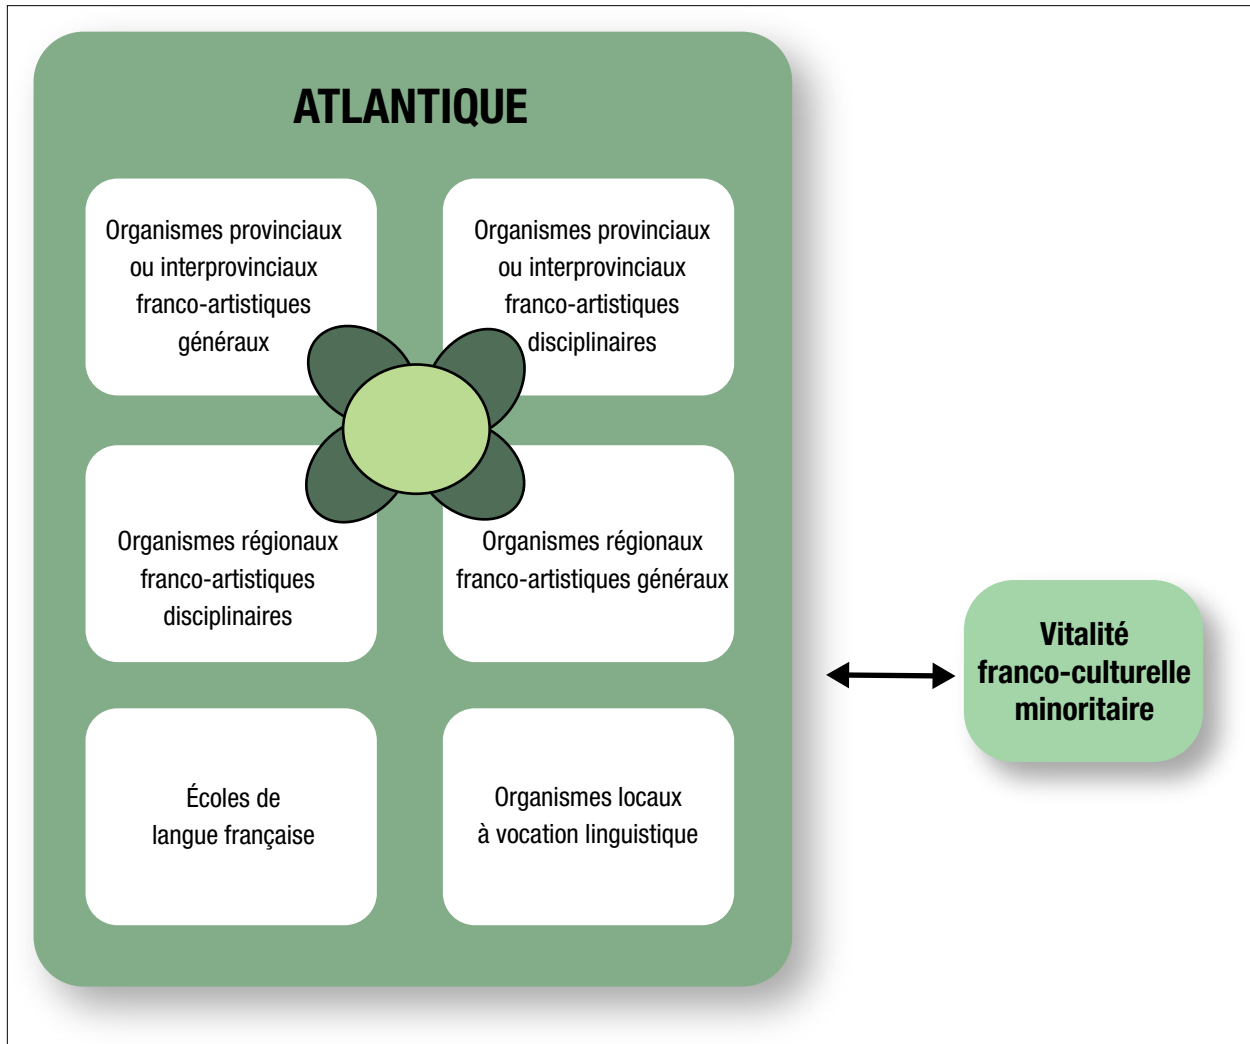 ATLANTIQUE
Organismes provinciaux
ou interprovinciaux
franco-artistiques
généraux
Organismes provinciaux
ou interprovinciaux
franco-artistiques
disciplinaires
Organismes régionaux
franco-artistiques
disciplinaires
Organismes régionaux
franco-artistiques généraux
Écoles de
langue française
Organismes locaux
à vocation linguistique
Vitalité
franco-culturelle
minoritaire